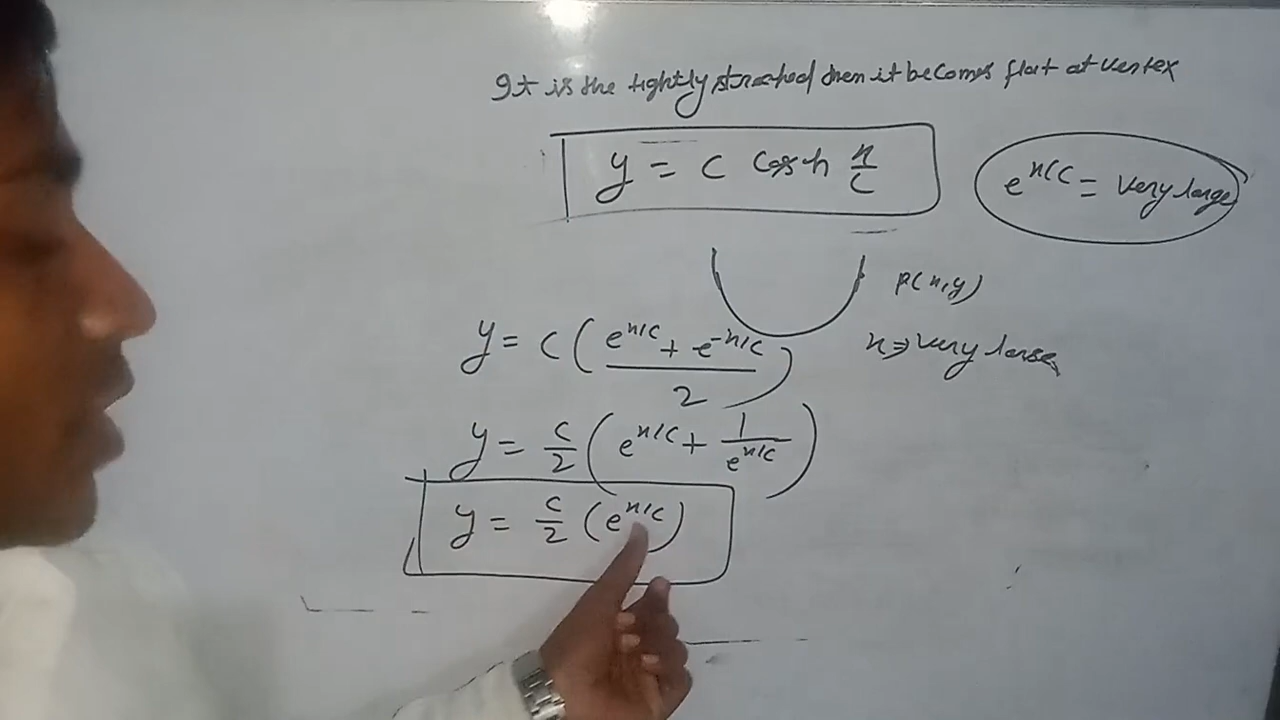 It is the tightly streched then it becomes flat at vertex
y = c cosh x/c
e^x/c = very large
P(x,y)
y = c ( (e^x/c + e^-x/c) / 2 )
x ⇒ very large
y = c/2 ( e^x/c + 1/e^x/c )
y = c/2 (e^x/c)